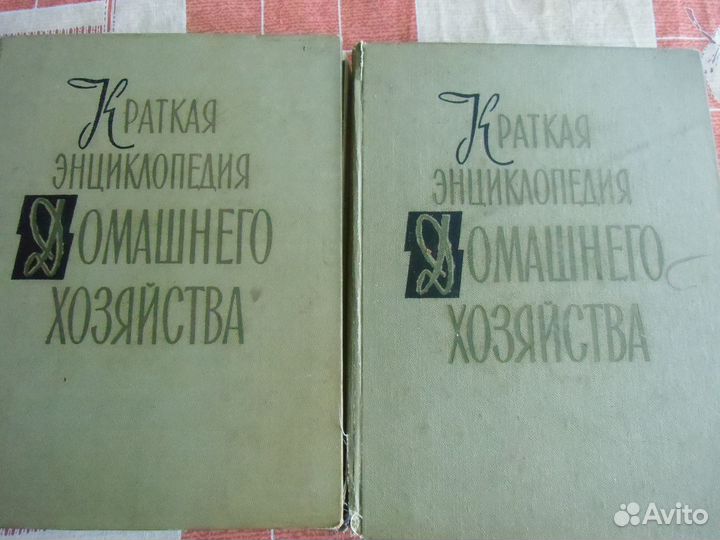 Краткая
энциклопедия
Домашнего
хозяйства
Краткая
энциклопедия
Домашнего
хозяйства
Avito